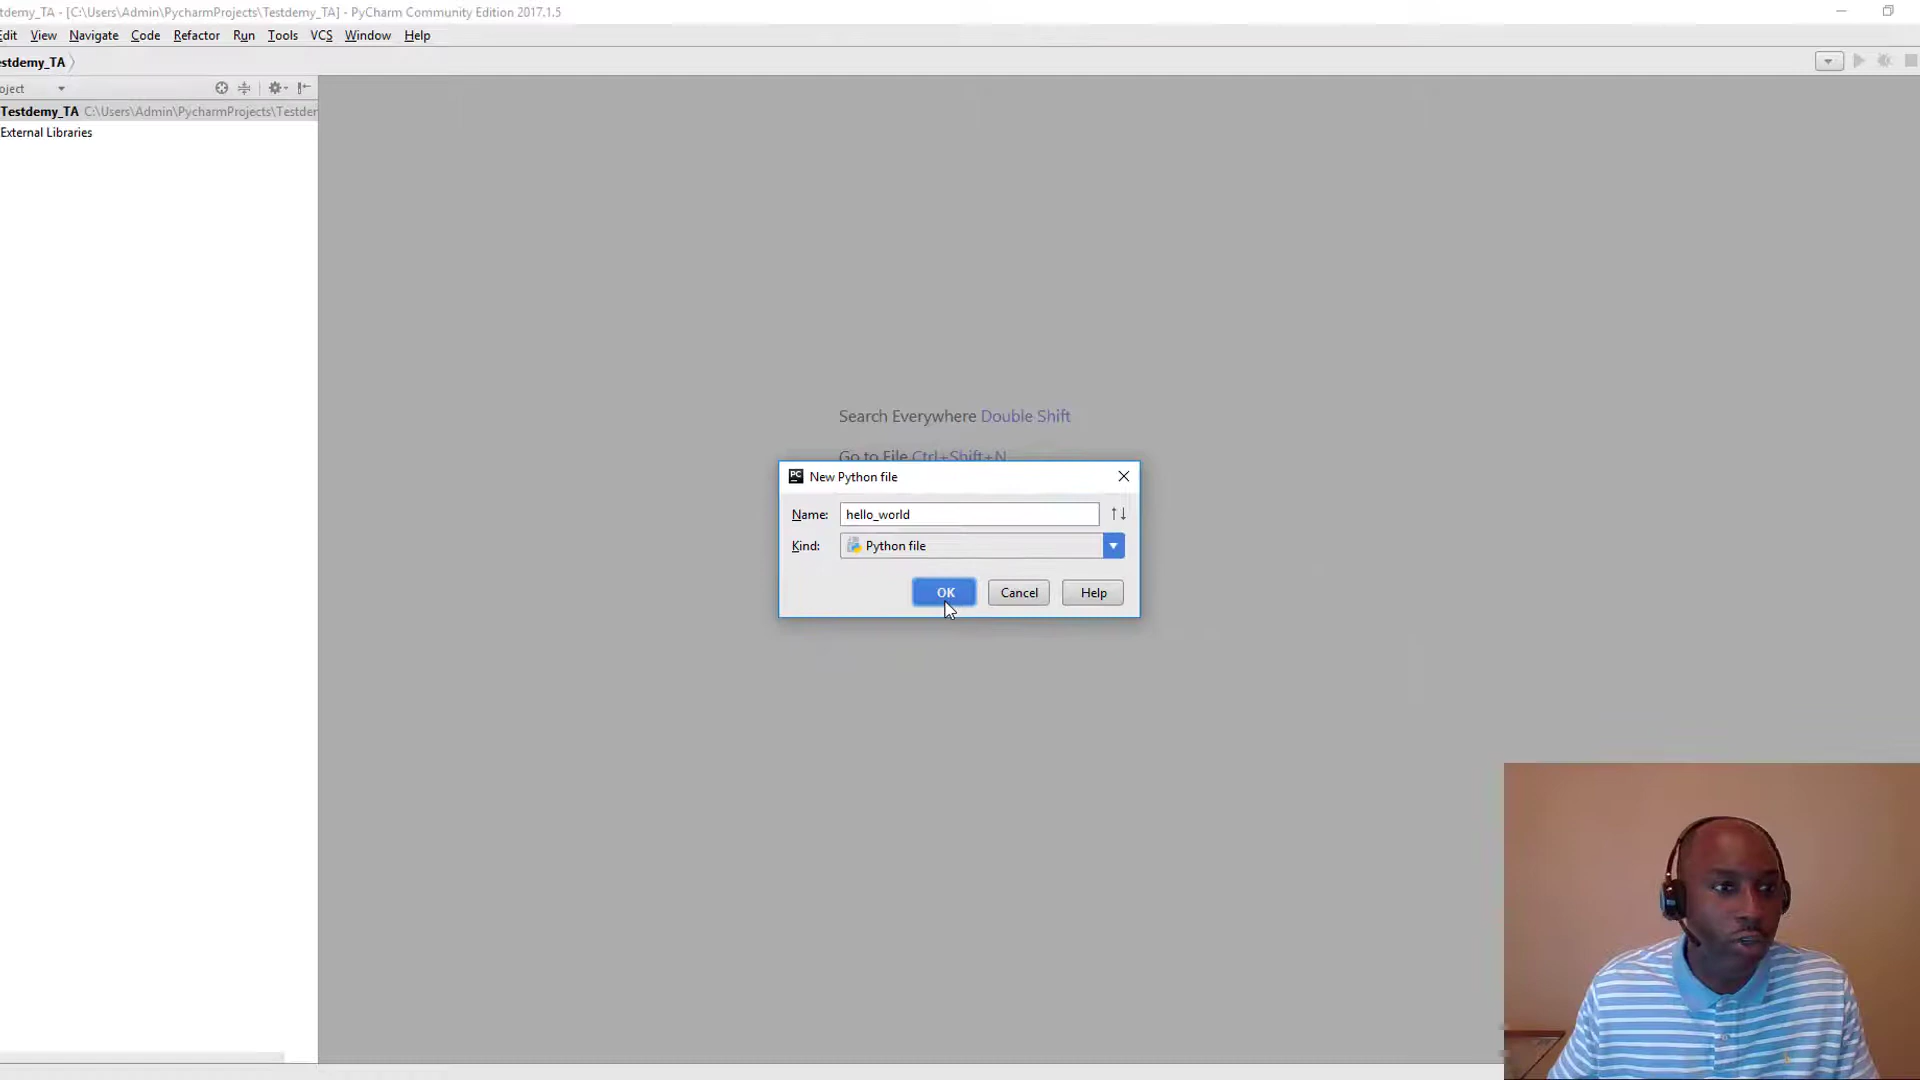 tdemy_TA - [C:\Users\Admin\PycharmProjects\Testdemy_TA] - PyCharm Community Edition 2017.1.5
Edit View Navigate Code Refactor Run Tools VCS Window Help
estdemy_TA
oject
Testdemy_TA C:\Users\Admin\PycharmProjects\Testder
External Libraries
Search Everywhere Double Shift
Go to File Ctrl+Shift+N
New Python file
Name: hello_world
Kind: Python file
OK Cancel Help